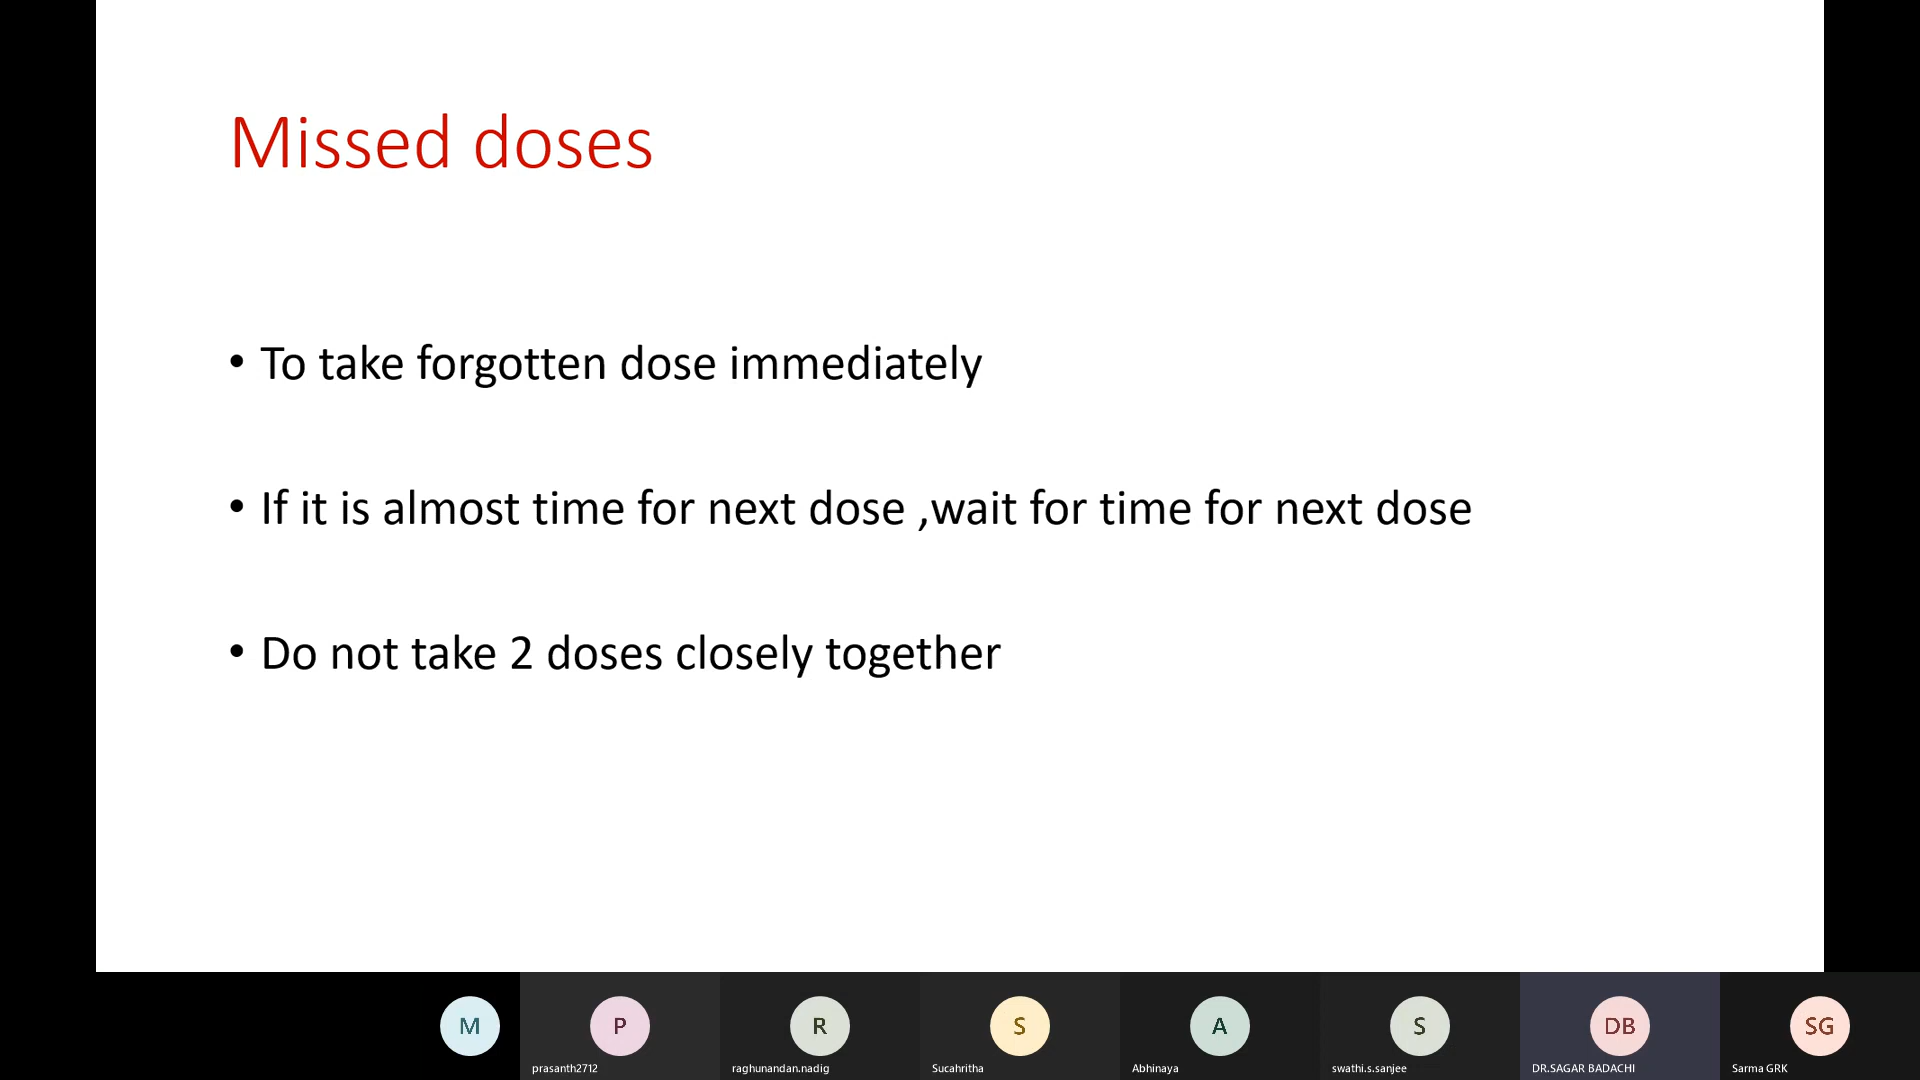 Missed doses
• To take forgotten dose immediately
• If it is almost time for next dose ,wait for time for next dose
• Do not take 2 doses closely together
M P R S A S DB SG
prasanth2712 raghunandan.nadig Sucahritha Abhinaya swathi.s.sanjee DR.SAGAR BADACHI Sarma GRK